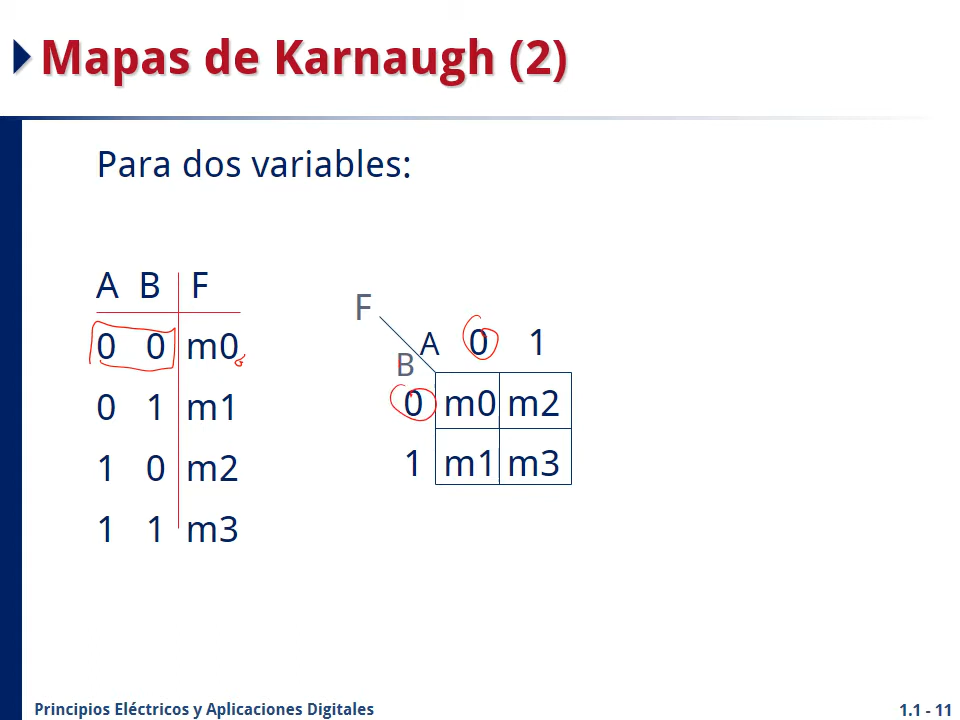 Mapas de Karnaugh (2)
Para dos variables:
A B F
0 0 m0
0 1 m1
1 0 m2
1 1 m3
F
A 0 1
B
0 m0 m2
1 m1 m3
Principios Eléctricos y Aplicaciones Digitales
1.1 - 11